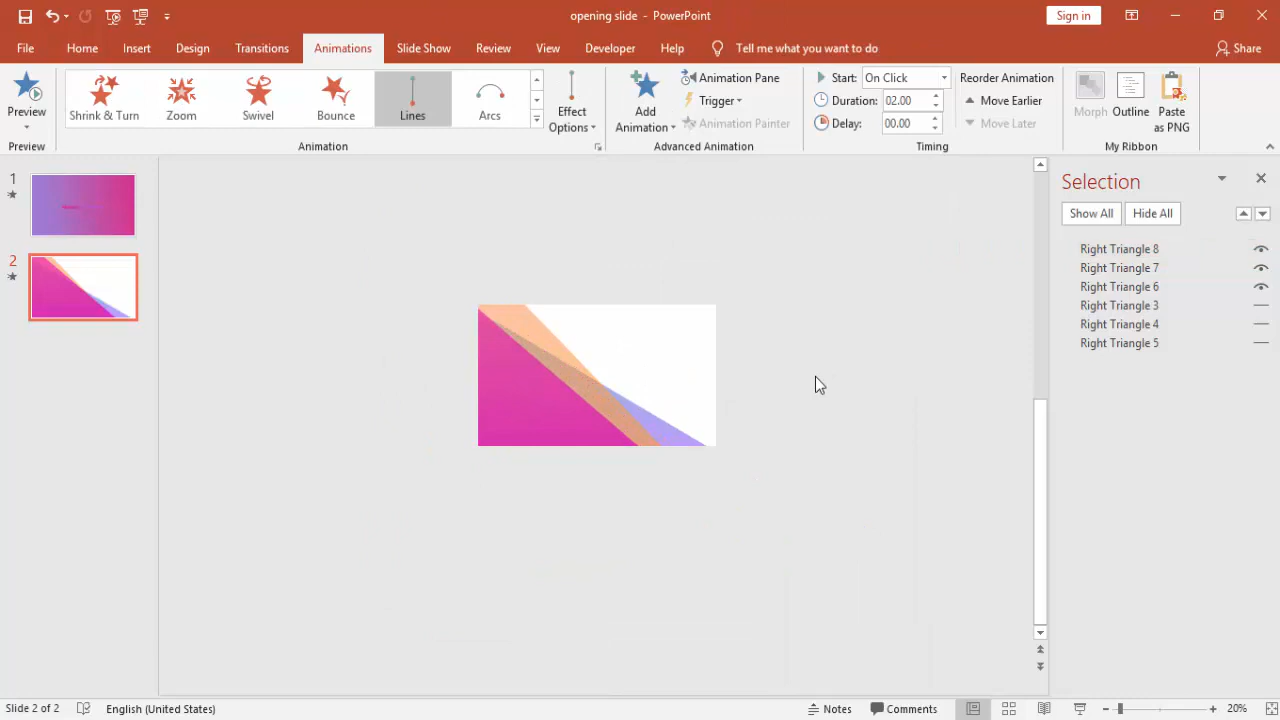 opening slide - PowerPoint
Sign in
File Home Insert Design Transitions Animations Slide Show Review View Developer Help Tell me what you want to do Share
Preview
Shrink & Turn
Zoom
Swivel
Bounce
Lines
Arcs
Effect
Options
Add
Animation
Animation Pane
Trigger
Animation Painter
Start: On Click
Duration: 02.00
Delay: 00.00
Reorder Animation
Move Earlier
Move Later
Morph
Outline
Paste
as PNG
Preview
Animation
Advanced Animation
Timing
My Ribbon
1
2
Selection
Show All
Hide All
Right Triangle 8
Right Triangle 7
Right Triangle 6
Right Triangle 3
Right Triangle 4
Right Triangle 5
Slide 2 of 2
English (United States)
Notes
Comments
20%